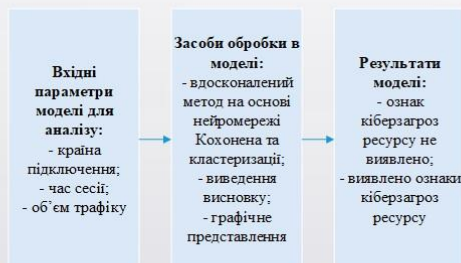 Вхідні
параметри
моделі для
аналізу:
- країна
підключення;
- час сесії;
- об’єм трафіку
Засоби обробки в
моделі:
- вдосконалений
метод на основі
нейромережі
Кохонена та
кластеризації;
- виведення
висновку;
- графічне
представлення
Результати
моделі:
- ознак
кіберзагроз
ресурсу не
виявлено;
- виявлено ознаки
кіберзагроз
ресурсу